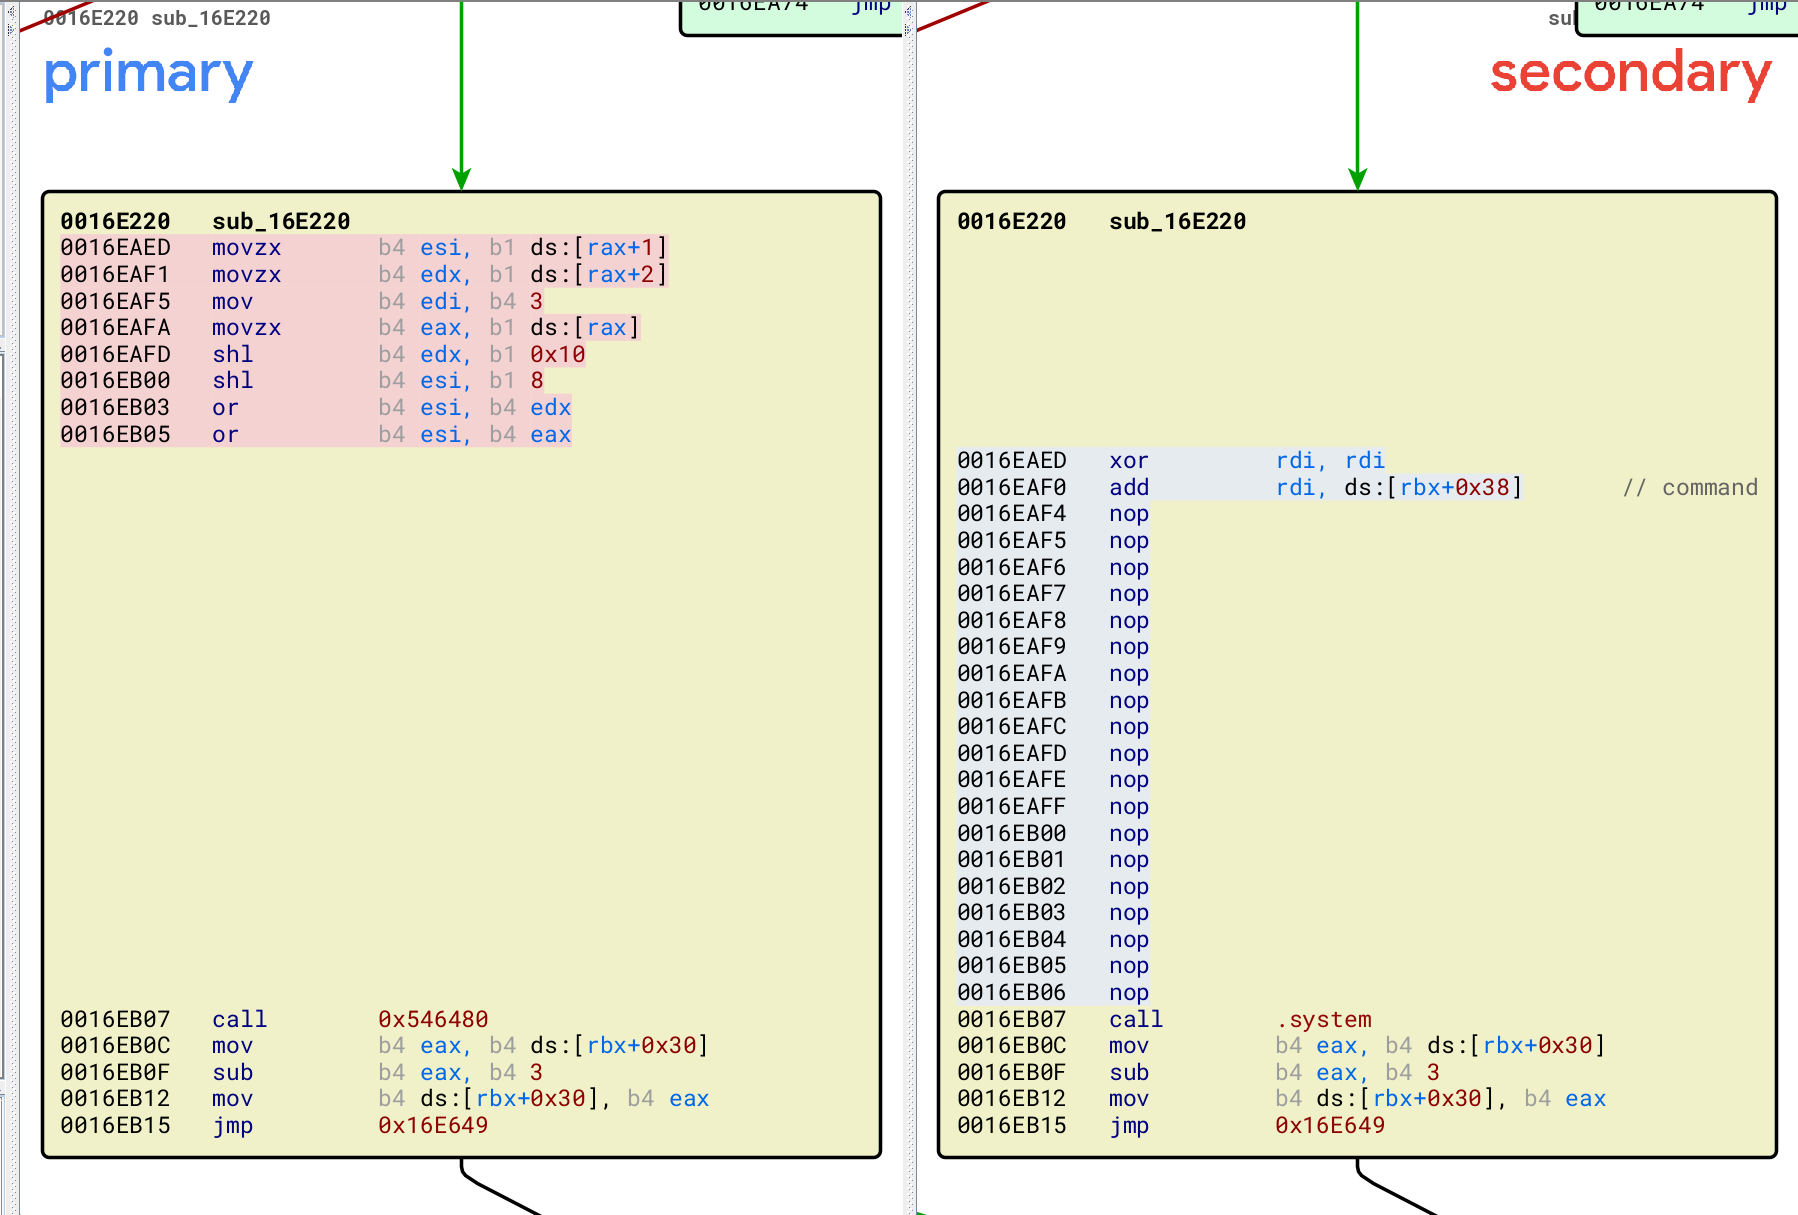 0016E220 sub_16E220
0016EA74 jmp
primary
0016E220 sub_16E220
0016EAED movzx b4 esi, b1 ds:[rax+1]
0016EAF1 movzx b4 edx, b1 ds:[rax+2]
0016EAF5 mov b4 edi, b4 3
0016EAFA movzx b4 eax, b1 ds:[rax]
0016EAFD shl b4 edx, b1 0x10
0016EB00 shl b4 esi, b1 8
0016EB03 or b4 esi, b4 edx
0016EB05 or b4 esi, b4 eax
0016EB07 call 0x546480
0016EB0C mov b4 eax, b4 ds:[rbx+0x30]
0016EB0F sub b4 eax, b4 3
0016EB12 mov b4 ds:[rbx+0x30], b4 eax
0016EB15 jmp 0x16E649
su
0016EA74 jmp
secondary
0016E220 sub_16E220
0016EAED xor rdi, rdi
0016EAF0 add rdi, ds:[rbx+0x38] // command
0016EAF4 nop
0016EAF5 nop
0016EAF6 nop
0016EAF7 nop
0016EAF8 nop
0016EAF9 nop
0016EAFA nop
0016EAFB nop
0016EAFC nop
0016EAFD nop
0016EAFE nop
0016EAFF nop
0016EB00 nop
0016EB01 nop
0016EB02 nop
0016EB03 nop
0016EB04 nop
0016EB05 nop
0016EB06 nop
0016EB07 call .system
0016EB0C mov b4 eax, b4 ds:[rbx+0x30]
0016EB0F sub b4 eax, b4 3
0016EB12 mov b4 ds:[rbx+0x30], b4 eax
0016EB15 jmp 0x16E649